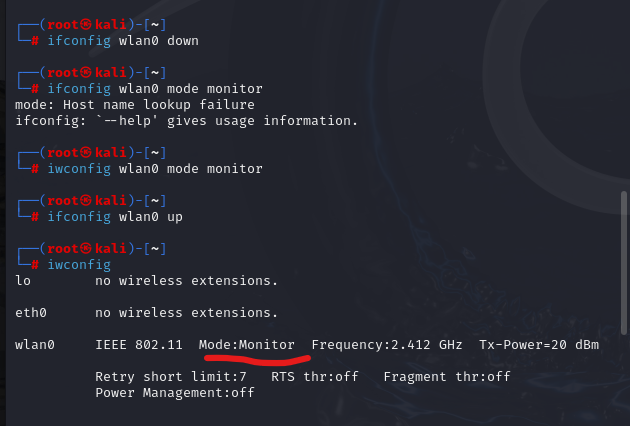 ┌──(root㉿kali)-[~]
└─# ifconfig wlan0 down
┌──(root㉿kali)-[~]
└─# ifconfig wlan0 mode monitor
mode: Host name lookup failure
ifconfig: `--help' gives usage information.
┌──(root㉿kali)-[~]
└─# iwconfig wlan0 mode monitor
┌──(root㉿kali)-[~]
└─# ifconfig wlan0 up
┌──(root㉿kali)-[~]
└─# iwconfig
lo        no wireless extensions.
eth0      no wireless extensions.
wlan0     IEEE 802.11  Mode:Monitor  Frequency:2.412 GHz  Tx-Power=20 dBm
          Retry short limit:7   RTS thr:off   Fragment thr:off
          Power Management:off